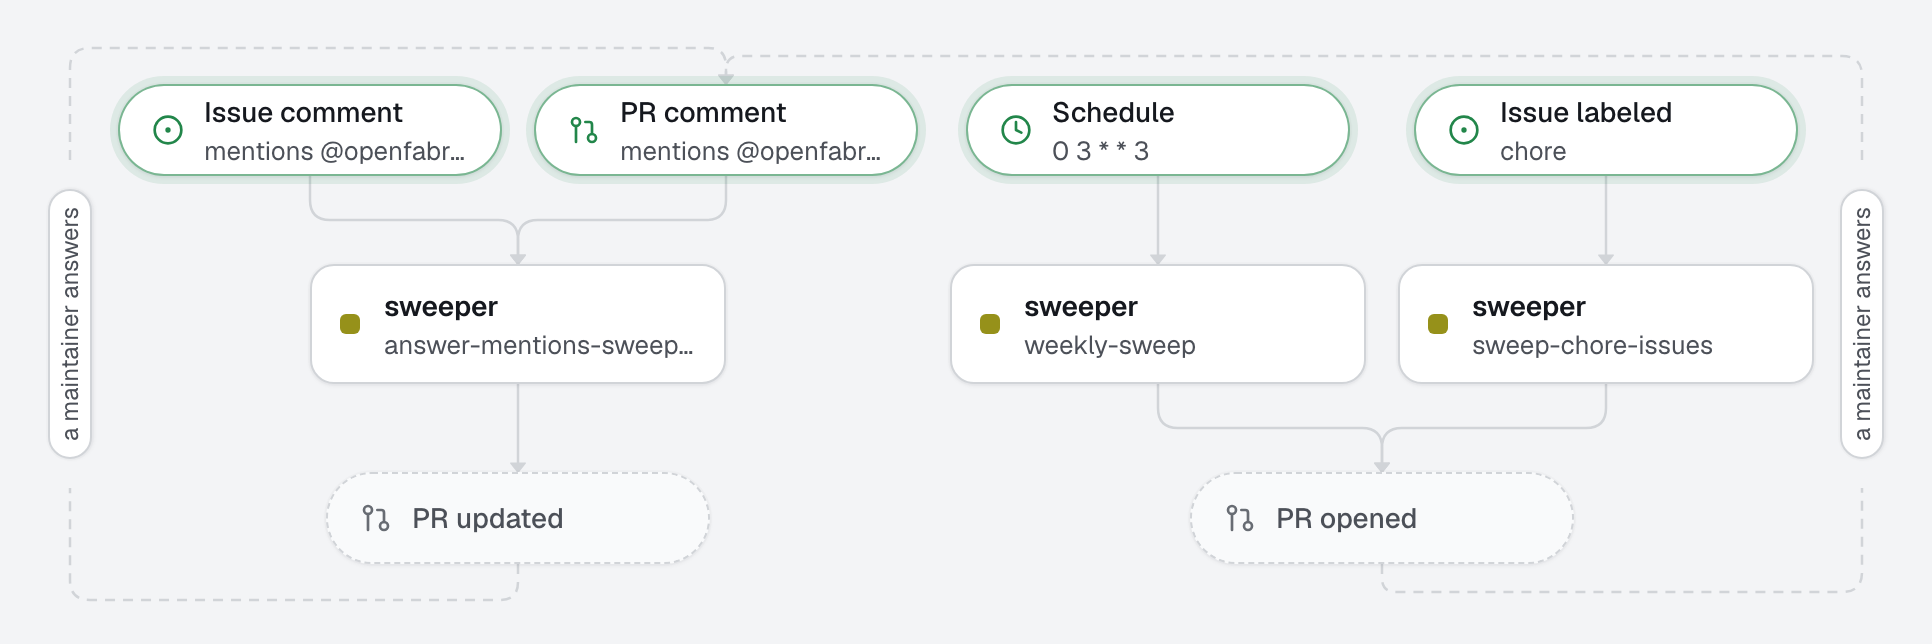 Issue comment
mentions @openfabr...
PR comment
mentions @openfabr...
Schedule
0 3 * * 3
Issue labeled
chore
a maintainer answers
sweeper
answer-mentions-sweep...
sweeper
weekly-sweep
sweeper
sweep-chore-issues
a maintainer answers
PR updated
PR opened